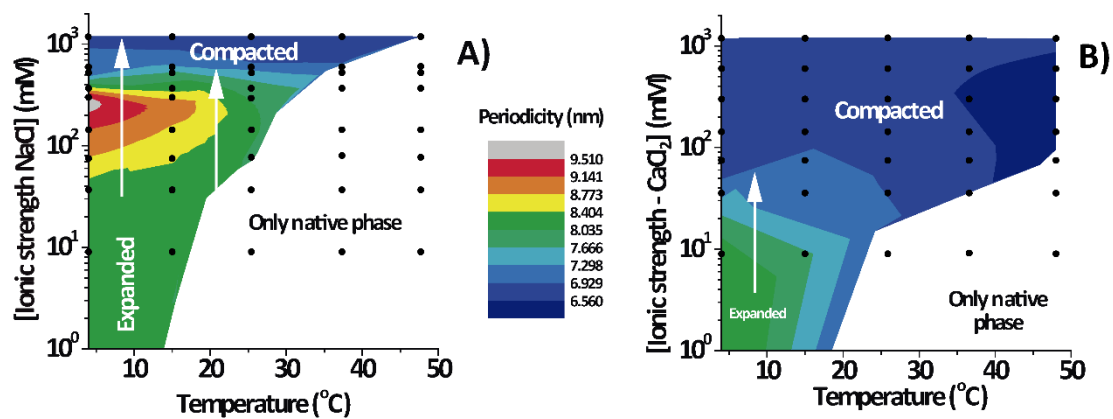 A)
[Ionic strength NaCl] (mM)
10³
10²
10¹
10⁰
Compacted
Expanded
Only native phase
10 20 30 40 50
Temperature (°C)
Periodicity (nm)
9.510
9.141
8.773
8.404
8.035
7.666
7.298
6.929
6.560
B)
[Ionic strength - CaCl₂] (mM)
10³
10²
10¹
10⁰
Compacted
Expanded
Only native
phase
10 20 30 40 50
Temperature (°C)